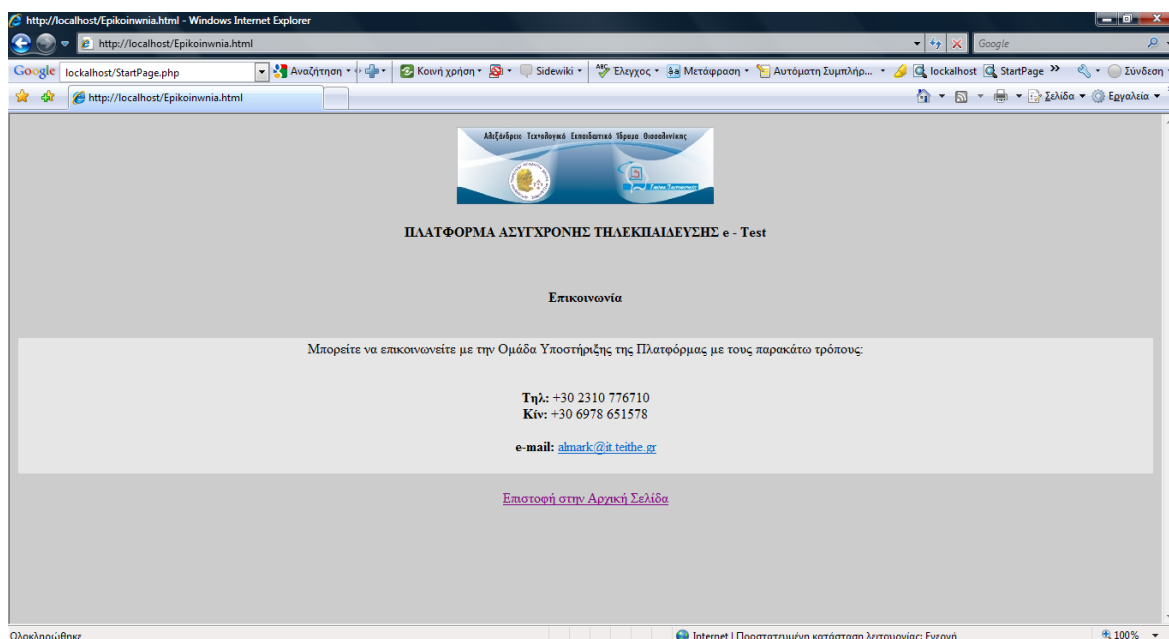 http://localhost/Epikoinwnia.html - Windows Internet Explorer
http://localhost/Epikoinwnia.html Google
Google lockalhost/StartPage.php Αναζήτηση Κοινή χρήση Sidewiki ABC Έλεγχος Μετάφραση Αυτόματη Συμπλήρ... lockalhost StartPage >> Σύνδεση
http://localhost/Epikoinwnia.html Σελίδα Εργαλεία
Αλεξάνδρειο Τεχνολογικό Εκπαιδευτικό Ίδρυμα Θεσσαλονίκης
ΠΛΑΤΦΟΡΜΑ ΑΣΥΓΧΡΟΝΗΣ ΤΗΛΕΚΠΑΙΔΕΥΣΗΣ e - Test
Επικοινωνία
Μπορείτε να επικοινωνείτε με την Ομάδα Υποστήριξης της Πλατφόρμας με τους παρακάτω τρόπους:
Τηλ: +30 2310 776710
Κίν: +30 6978 651578
e-mail: almark@it.teithe.gr
Επιστοφή στην Αρχική Σελίδα
Ολοκληρώθηκε Internet | Προστατευμένη κατάσταση λειτουργίας: Ενεργή 100%